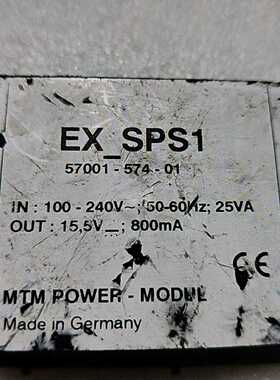 EX_SPS1
57001 - 574 - 01
IN : 100 - 240V~; 50-60Hz; 25VA
OUT : 15,5V⎓; 800mA
CE
MTM POWER - MODUL
Made in Germany